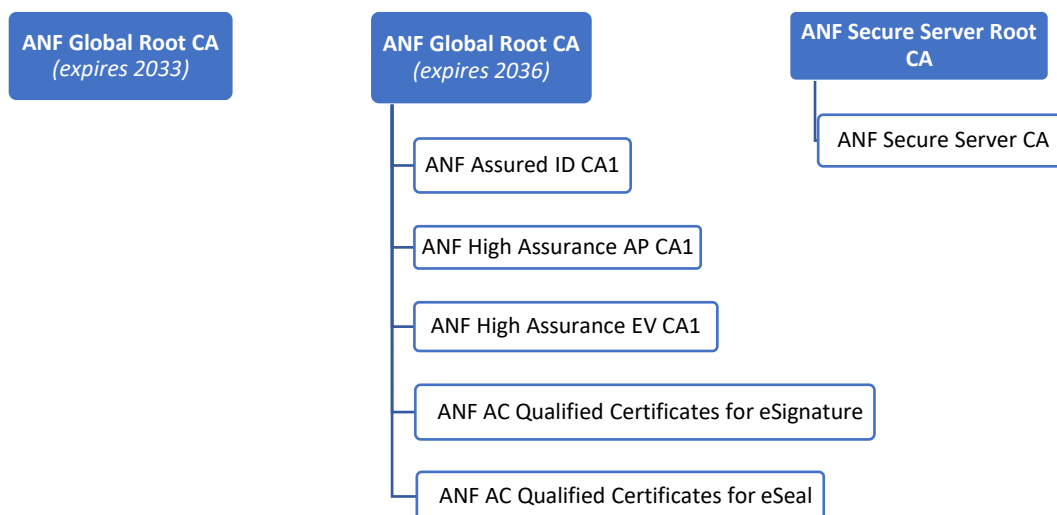 ANF Global Root CA
(expires 2033)
ANF Global Root CA
(expires 2036)
ANF Assured ID CA1
ANF High Assurance AP CA1
ANF High Assurance EV CA1
ANF AC Qualified Certificates for eSignature
ANF AC Qualified Certificates for eSeal
ANF Secure Server Root
CA
ANF Secure Server CA